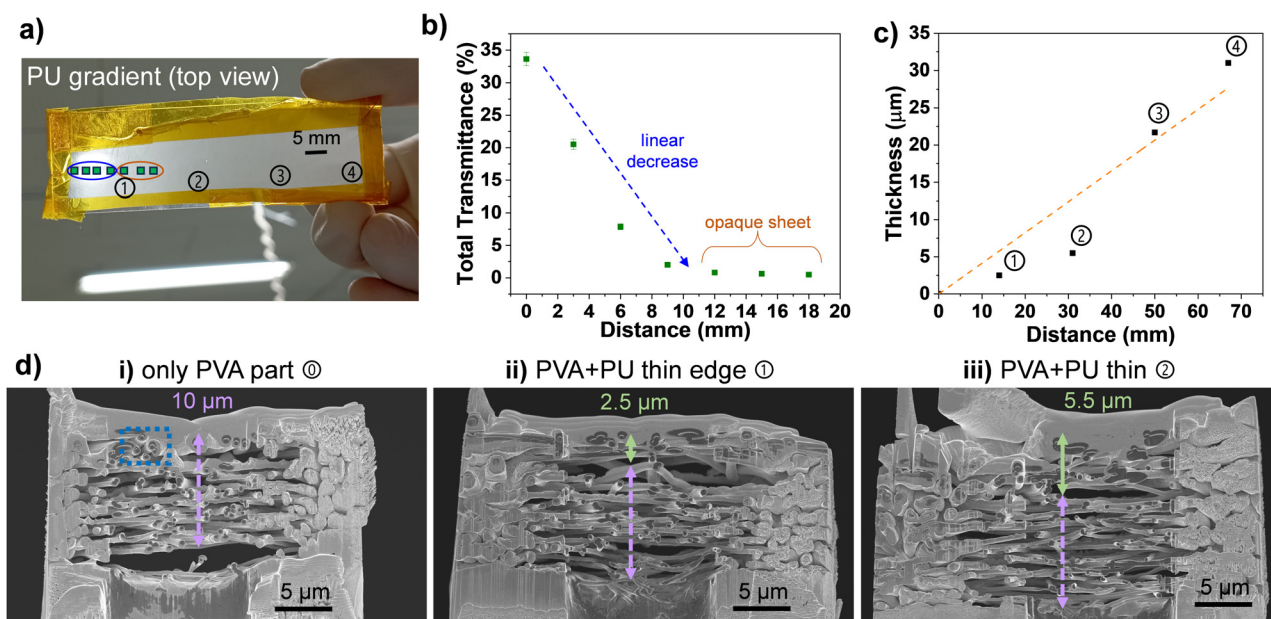 a)
PU gradient (top view)
5 mm
①
②
③
④
b)
Total Transmittance (%)
35
30
25
20
15
10
5
0
linear
decrease
opaque sheet
0 2 4 6 8 10 12 14 16 18 20
Distance (mm)
c)
Thickness (µm)
35
30
25
20
15
10
5
0
①
②
③
④
0 10 20 30 40 50 60 70
Distance (mm)
d)
i) only PVA part ⓪
10 µm
5 µm
ii) PVA+PU thin edge ①
2.5 µm
5 µm
iii) PVA+PU thin ②
5.5 µm
5 µm